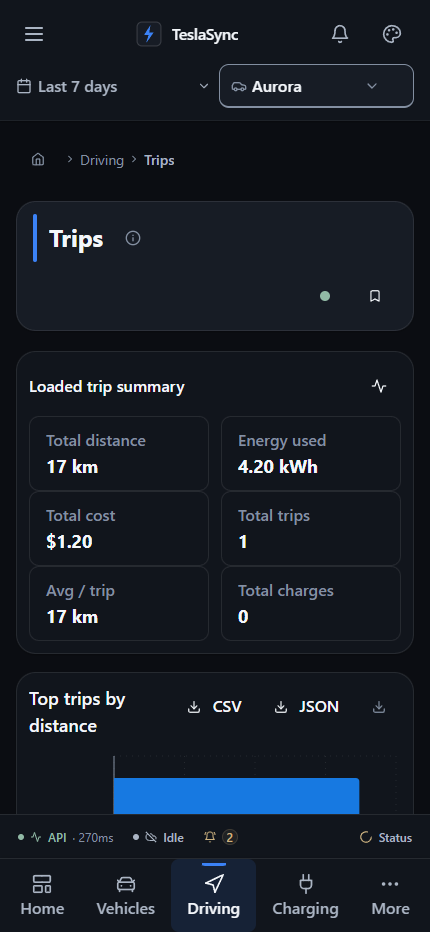 TeslaSync
Last 7 days
Aurora
Driving
Trips
Trips
Loaded trip summary
Total distance
17 km
Energy used
4.20 kWh
Total cost
$1.20
Total trips
1
Avg / trip
17 km
Total charges
0
Top trips by
distance
CSV
JSON
API · 270ms
Idle
2
Status
Home
Vehicles
Driving
Charging
More